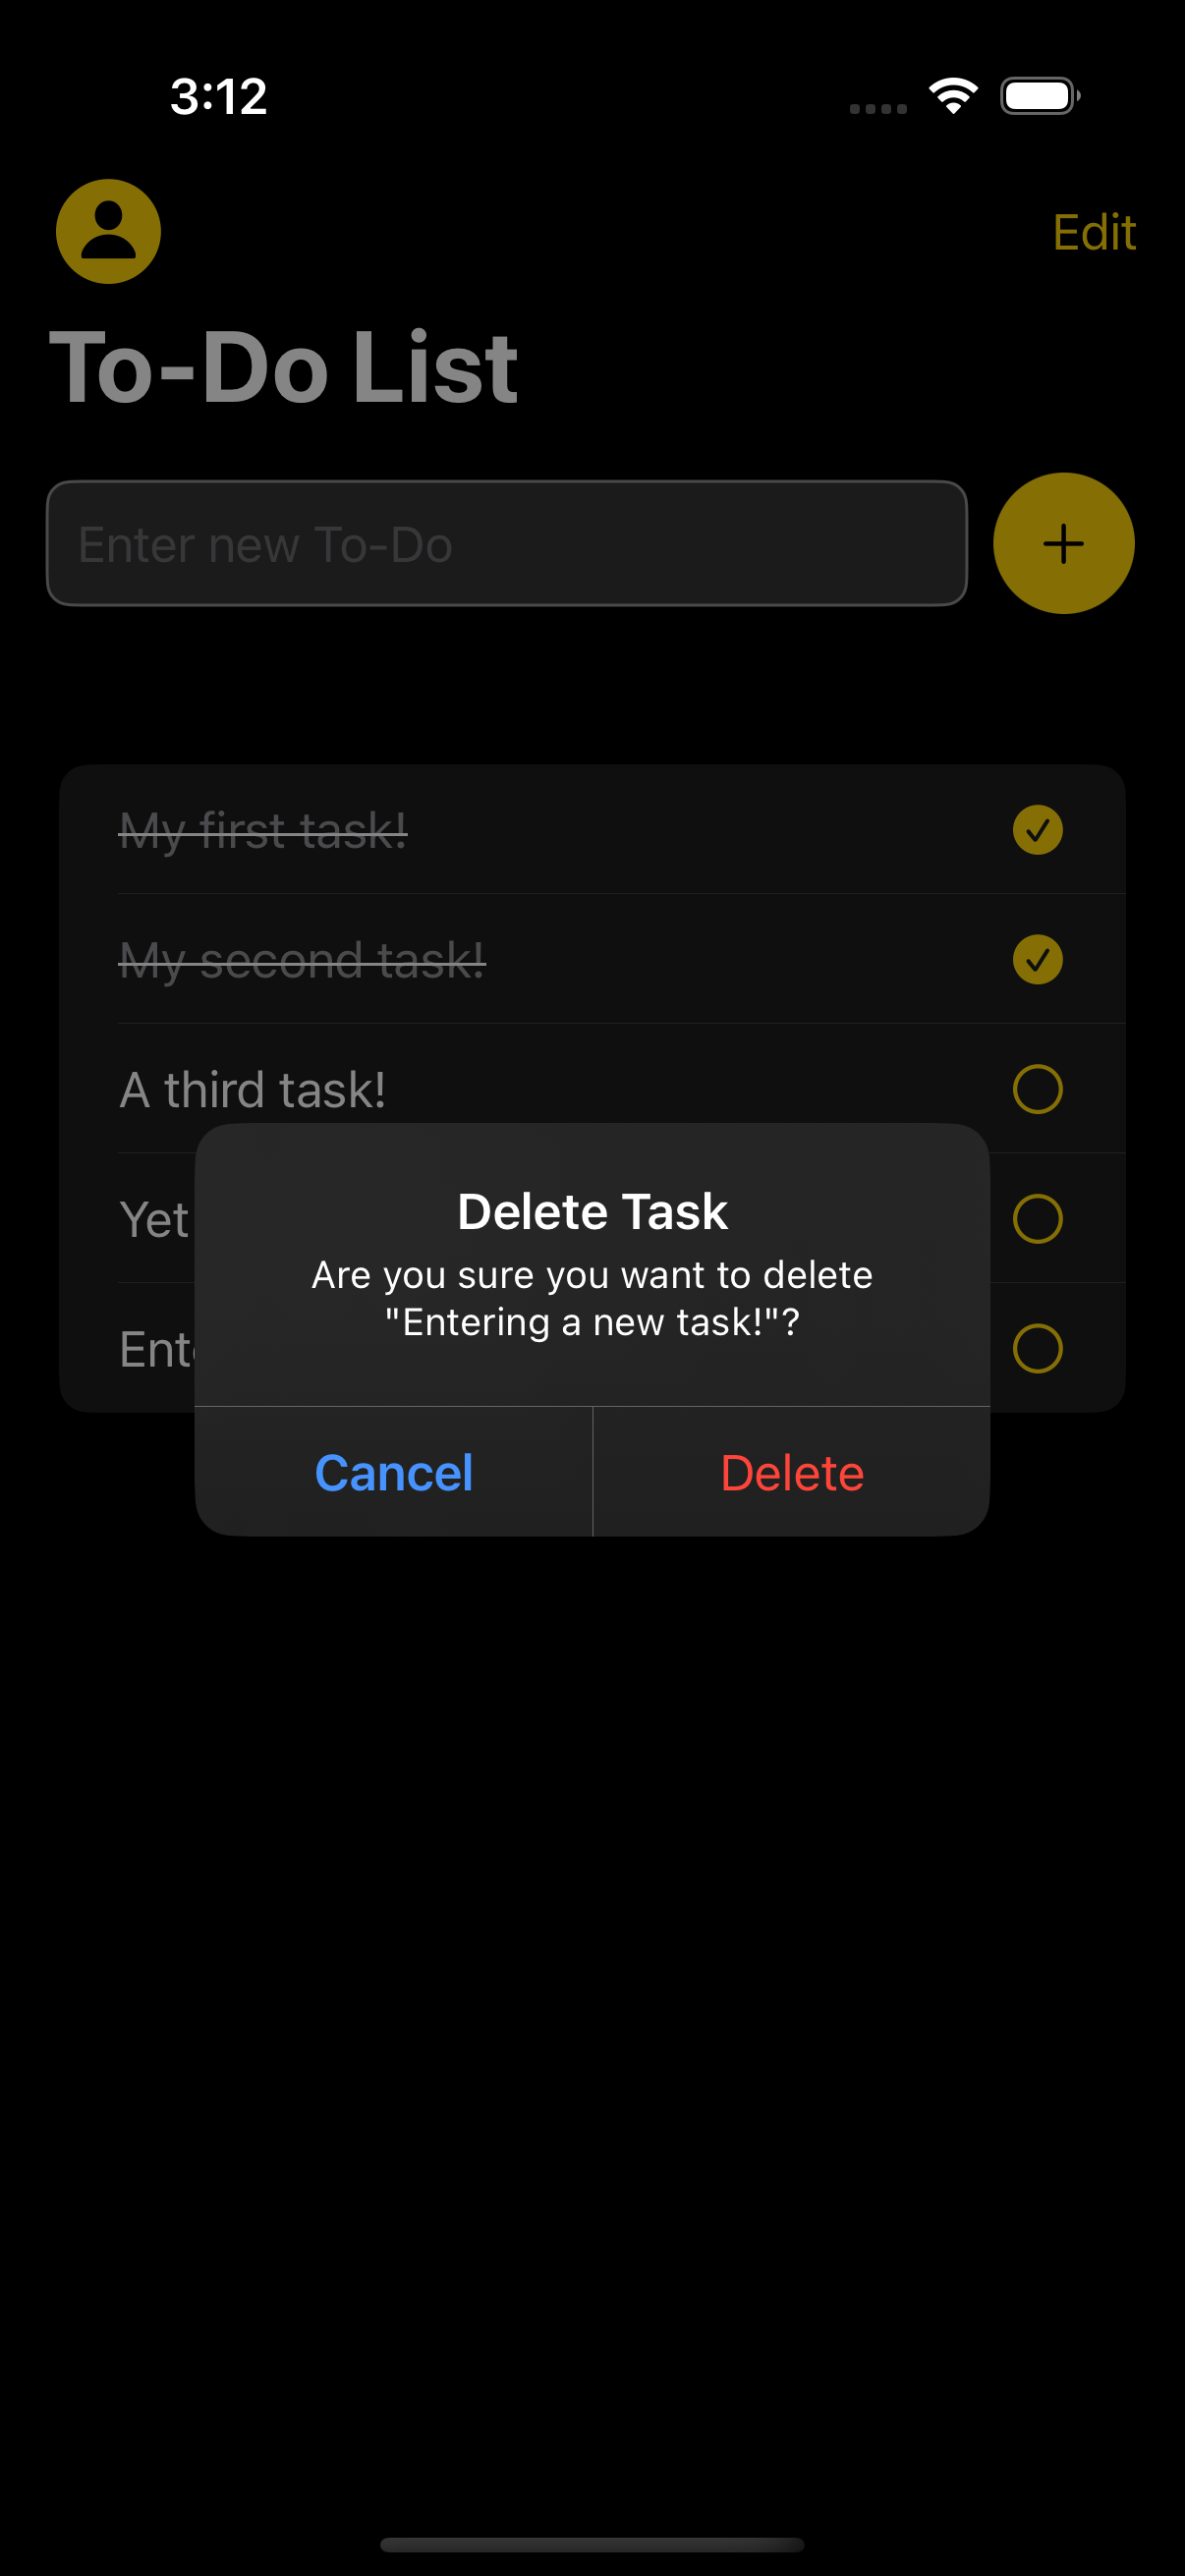 3:12
Edit
To-Do List
Enter new To-Do
My first task!
My second task!
A third task!
Yet
Delete Task
Are you sure you want to delete
"Entering a new task!"?
Cancel
Delete